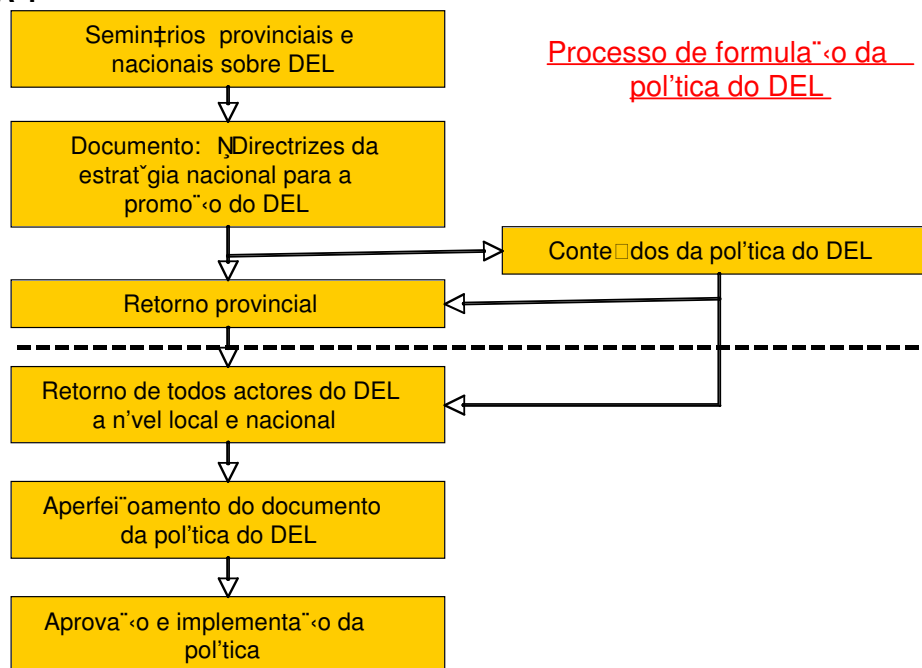 Semin‡rios provinciais e
nacionais sobre DEL
Processo de formula¨‹o da
pol’tica do DEL
Documento: ŅDirectrizes da
estratˇgia nacional para a
promo¨‹o do DEL
Conte□dos da pol’tica do DEL
Retorno provincial
Retorno de todos actores do DEL
a n’vel local e nacional
Aperfei¨oamento do documento
da pol’tica do DEL
Aprova¨‹o e implementa¨‹o da
pol’tica